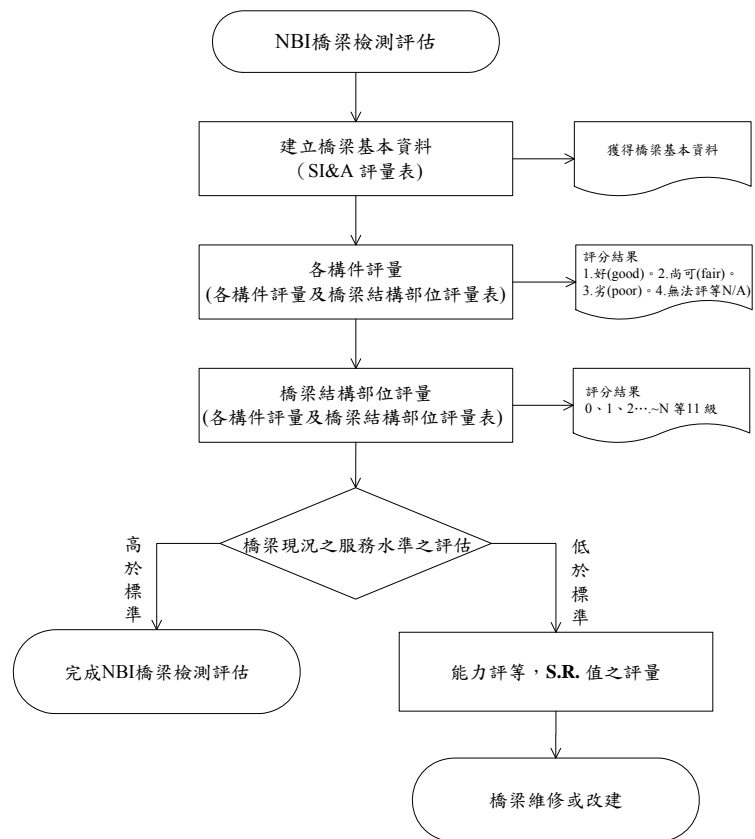 NBI橋梁檢測評估
建立橋梁基本資料
（SI&A 評量表)
獲得橋梁基本資料
各構件評量
(各構件評量及橋梁結構部位評量表)
評分結果
1.好(good)。2.尚可(fair)。
3.劣(poor)。4.無法評等N/A)
橋梁結構部位評量
(各構件評量及橋梁結構部位評量表)
評分結果
0、1、2….~N 等11 級
橋梁現況之服務水準之評估
高於標準
低於標準
完成NBI橋梁檢測評估
能力評等，S.R. 值之評量
橋梁維修或改建